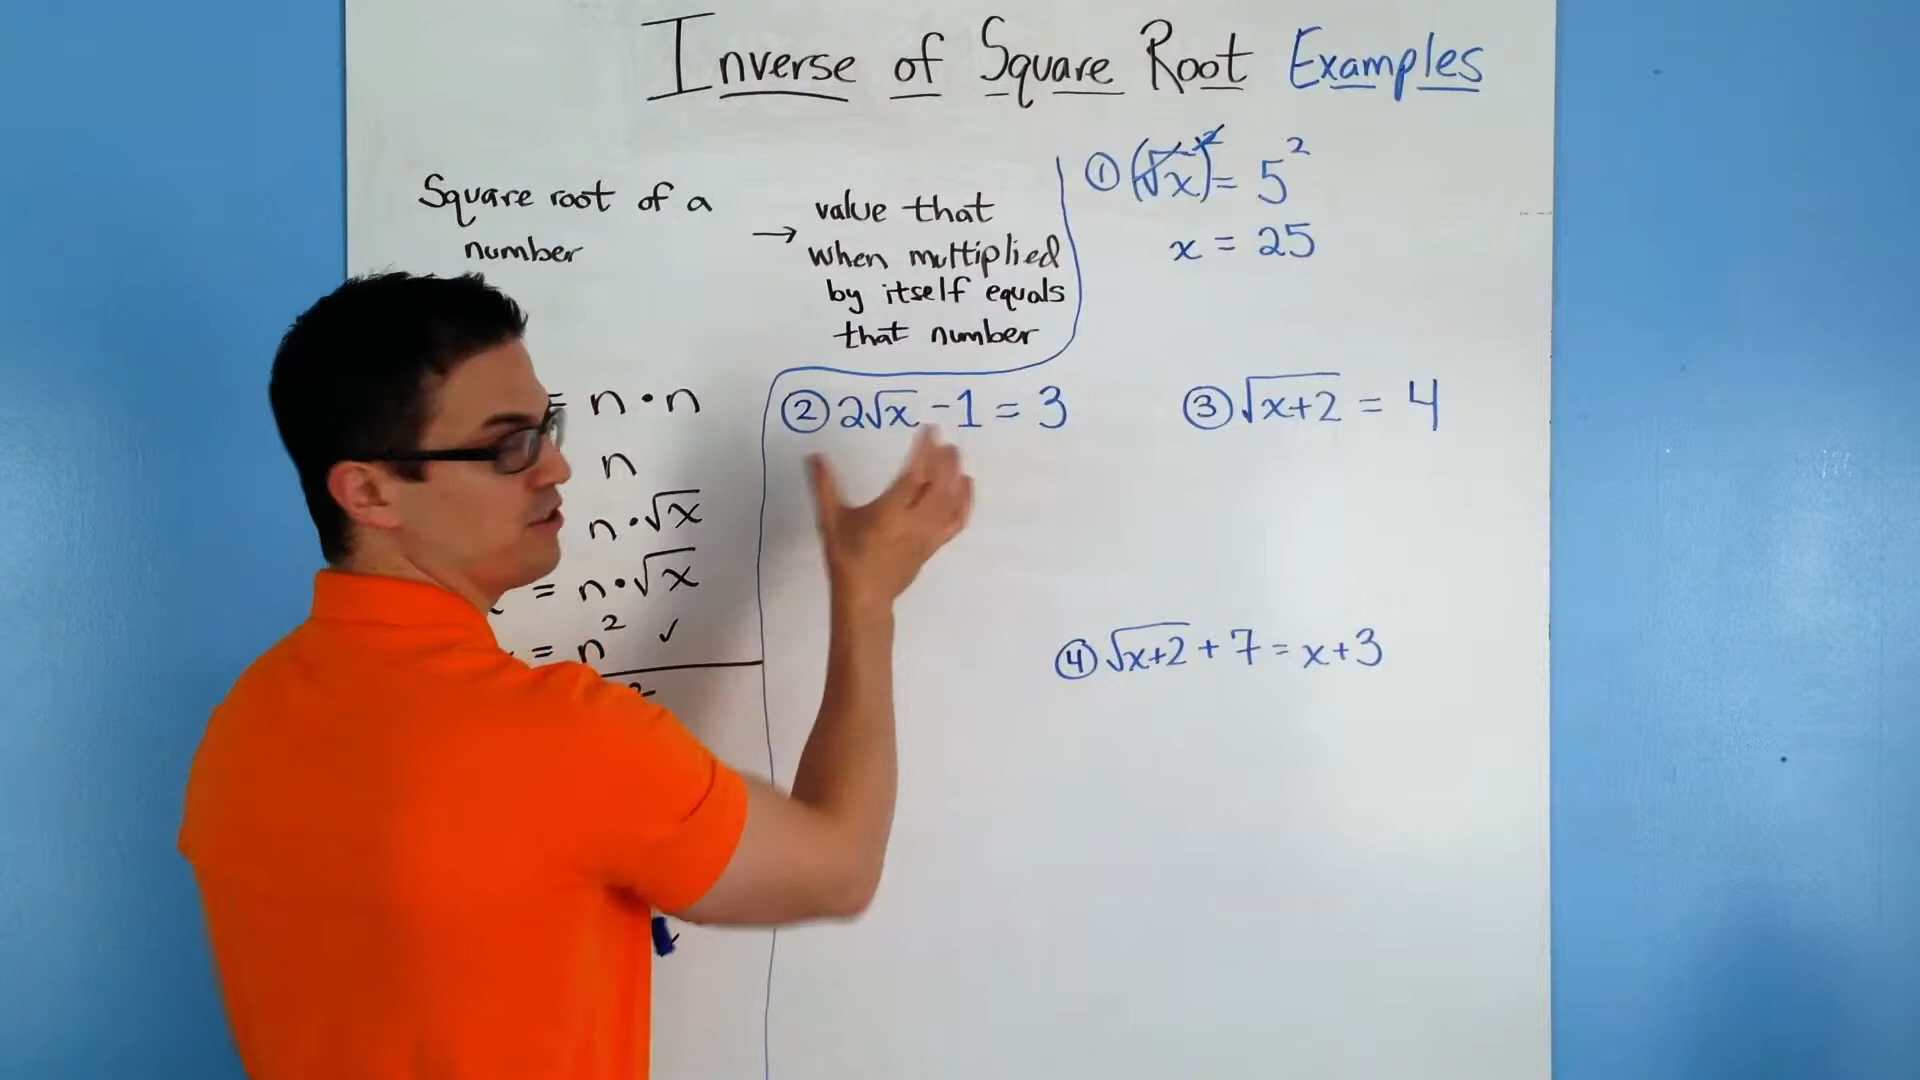 Inverse of Square Root Examples
Square root of a
number
→ value that
when multiplied
by itself equals
that number
① (√x)² = 5²
x = 25
= n·n
n
n·√x
= n·√x
= n² ✓
② 2√x - 1 = 3
③ √x+2 = 4
④ √x+2 + 7 = x+3